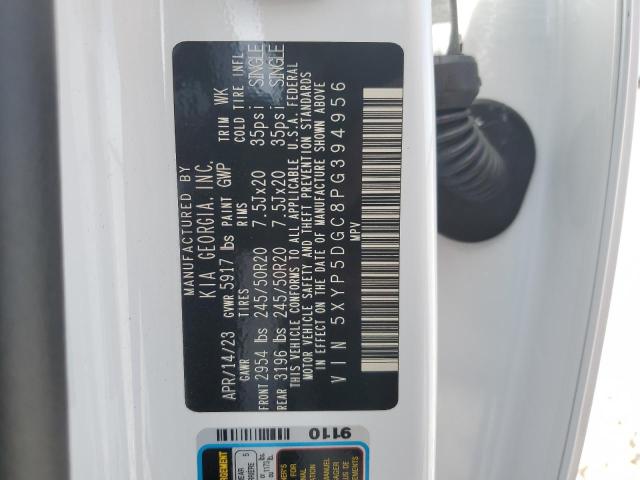 MANUFACTURED BY
KIA GEORGIA, INC.
APR/14/23 GVWR 5917 lbs PAINT GWP TRIM WK
GAWR TIRES RIMS COLD TIRE INFL
FRONT 2954 lbs 245/50R20 7.5Jx20 35psi SINGLE
REAR 3196 lbs 245/50R20 7.5Jx20 35psi SINGLE
THIS VEHICLE CONFORMS TO ALL APPLICABLE U.S.A. FEDERAL
MOTOR VEHICLE SAFETY AND THEFT PREVENTION STANDARDS
IN EFFECT ON THE DATE OF MANUFACTURE SHOWN ABOVE
VIN 5XYP5DGC8PG394956
MPV
9110